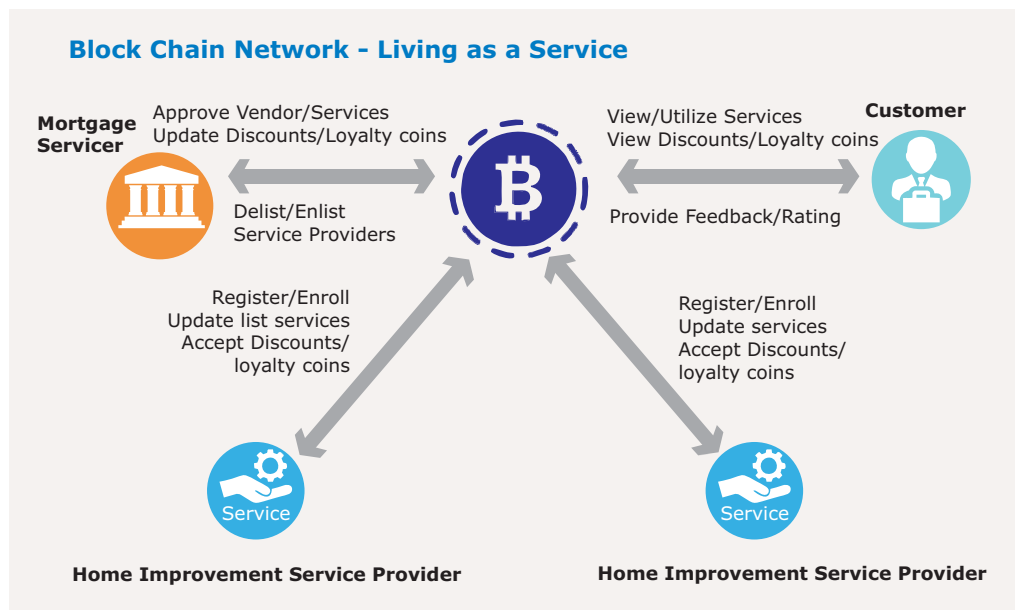 Block Chain Network - Living as a Service
Mortgage
Servicer
Approve Vendor/Services
Update Discounts/Loyalty coins
Delist/Enlist
Service Providers
View/Utilize Services
View Discounts/Loyalty coins
Customer
Provide Feedback/Rating
Register/Enroll
Update list services
Accept Discounts/
loyalty coins
Register/Enroll
Update services
Accept Discounts/
loyalty coins
Service
Service
Home Improvement Service Provider
Home Improvement Service Provider